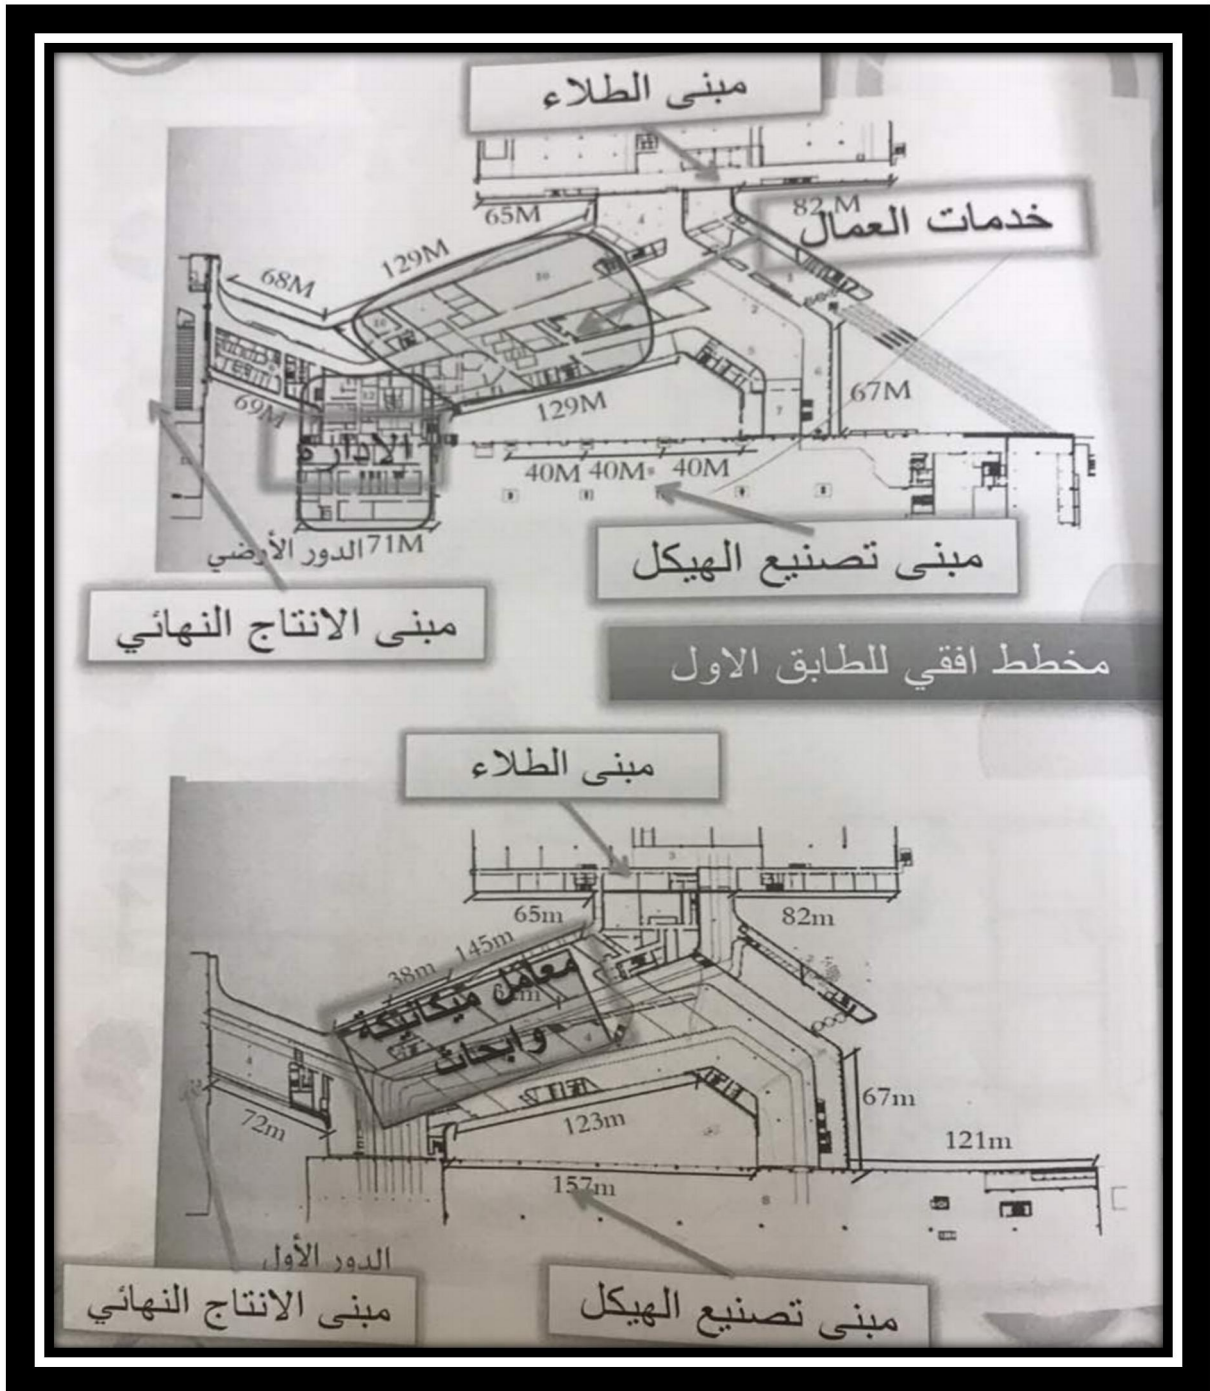 مبنى الطلاء
65M
82 M
خدمات العمال
129M
68M
67M
69M
129M
الادارة
40M 40M 40M
71M
الدور الأرضي
مبنى تصنيع الهيكل
مبنى الانتاج النهائي
مخطط افقي للطابق الاول
مبنى الطلاء
65m
82m
145m
38m
معامل ميكانيكة
وابحاث
67m
72m
123m
121m
157m
الدور الأول
مبنى الانتاج النهائي
مبنى تصنيع الهيكل